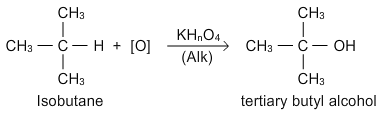 CH₃ CH₃
CH₃ — C — H + [O] KHₙO₄ (Alk) CH₃ — C — OH
CH₃ CH₃
Isobutane tertiary butyl alcohol